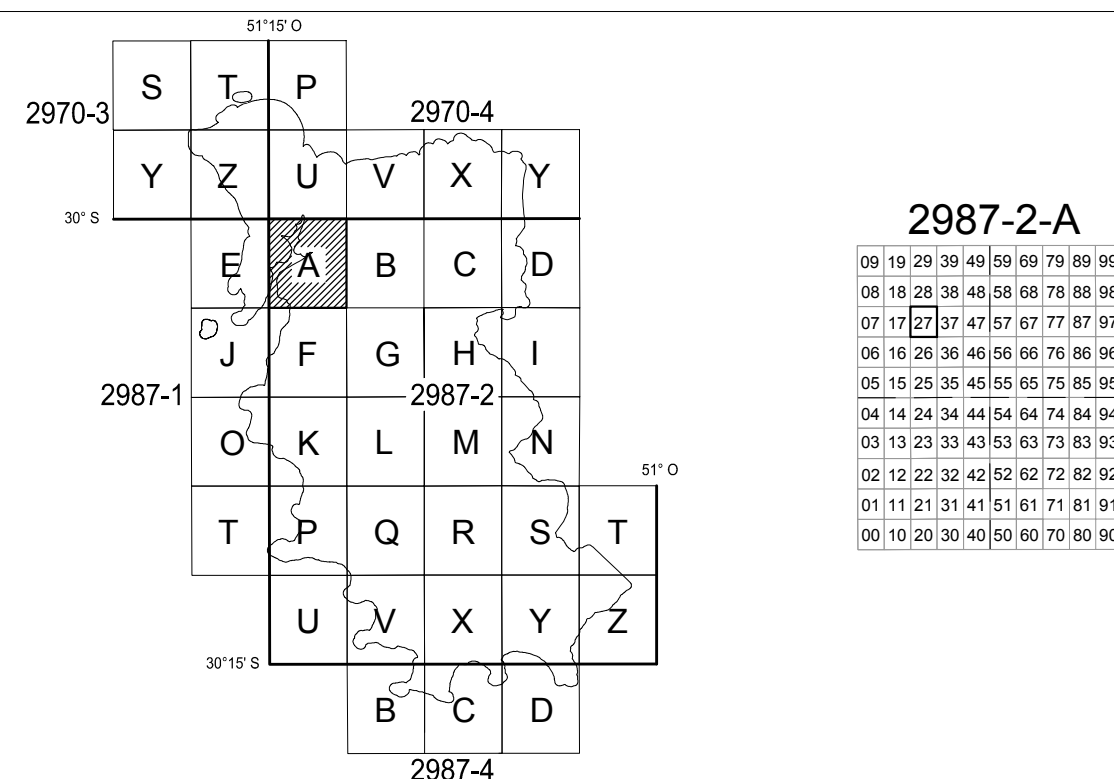 51°15' O
S T P
2970-3 2970-4
Y Z U V X Y
30° S
E A B C D
J F G H I
2987-1 2987-2
O K L M N
51° O
T P Q R S T
U V X Y Z
30°15' S
B C D
2987-4
2987-2-A
09 19 29 39 49 59 69 79 89 99
08 18 28 38 48 58 68 78 88 98
07 17 27 37 47 57 67 77 87 97
06 16 26 36 46 56 66 76 86 96
05 15 25 35 45 55 65 75 85 95
04 14 24 34 44 54 64 74 84 94
03 13 23 33 43 53 63 73 83 93
02 12 22 32 42 52 62 72 82 92
01 11 21 31 41 51 61 71 81 91
00 10 20 30 40 50 60 70 80 90